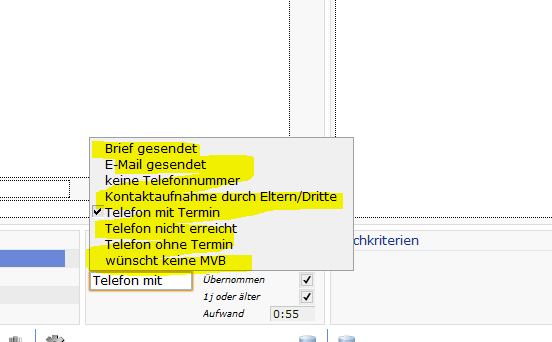 Brief gesendet
E-Mail gesendet
keine Telefonnummer
Kontaktaufnahme durch Eltern/Dritte
Telefon mit Termin
Telefon nicht erreicht
Telefon ohne Termin
wünscht keine MVB
chkriterien
Telefon mit
Übernommen
1j oder älter
Aufwand 0:55